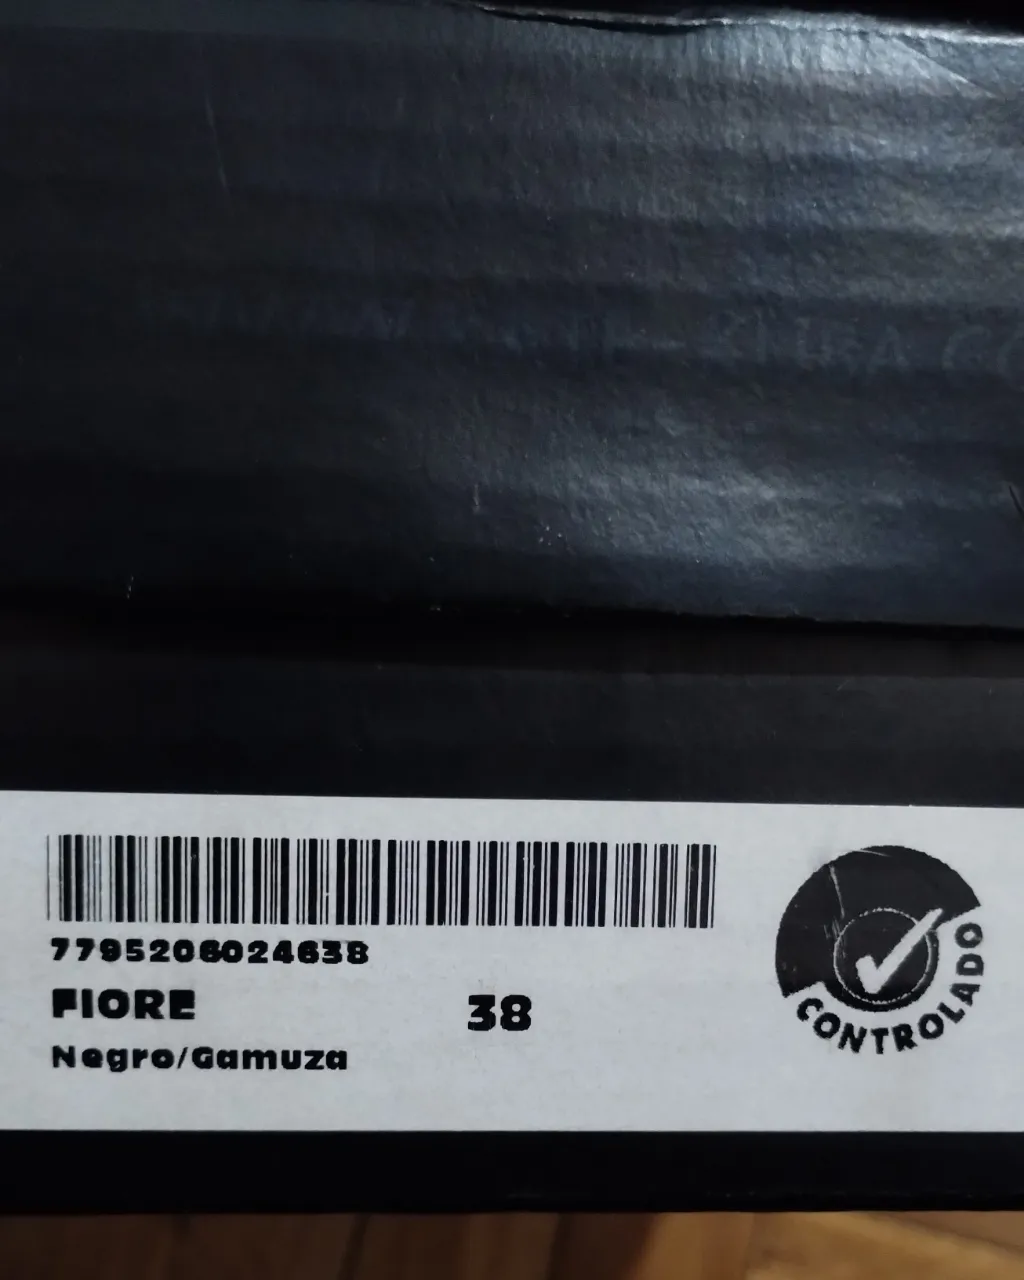 7795206024638
FIORE
38
Negro/Gamuza
CONTROLADO